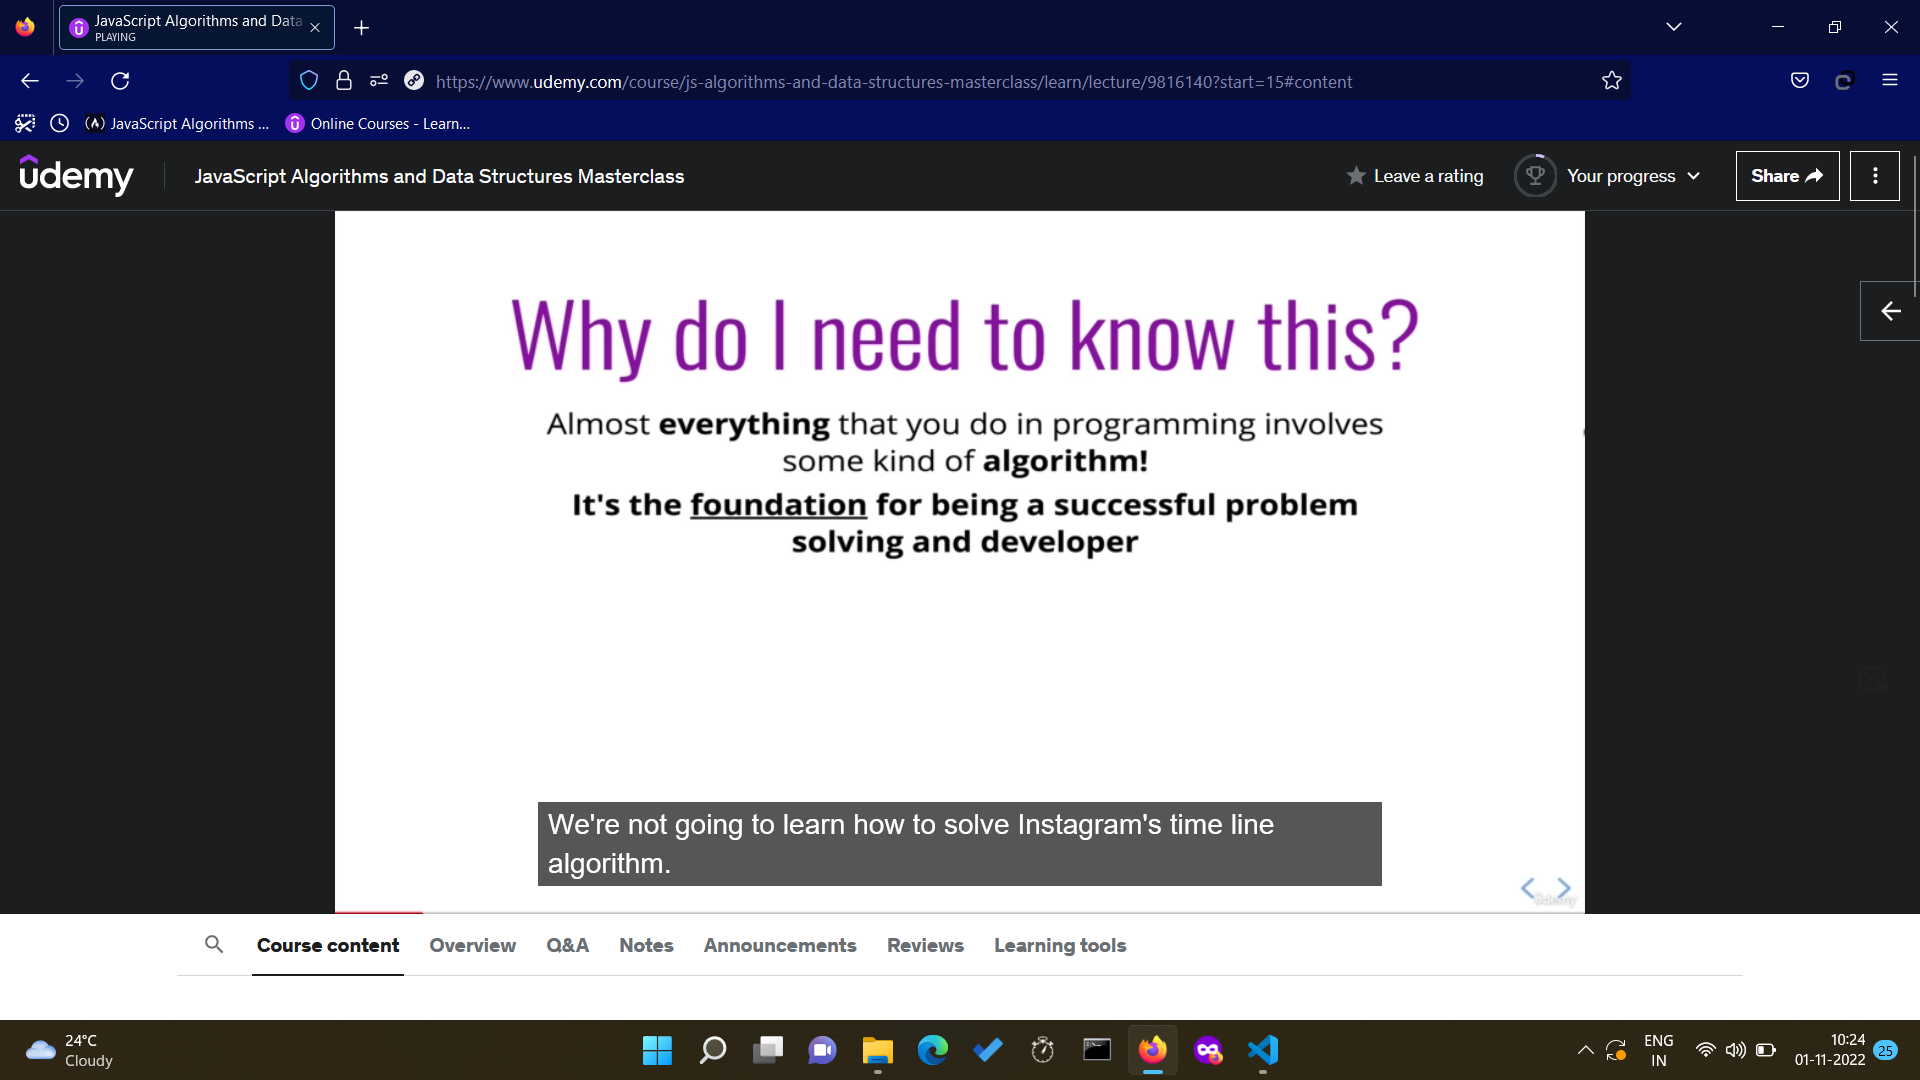 JavaScript Algorithms and Data
PLAYING
https://www.udemy.com/course/js-algorithms-and-data-structures-masterclass/learn/lecture/9816140?start=15#content
JavaScript Algorithms ...
Online Courses - Learn...
udemy
JavaScript Algorithms and Data Structures Masterclass
Leave a rating
Your progress
Share
Why do I need to know this?
Almost everything that you do in programming involves
some kind of algorithm!
It's the foundation for being a successful problem
solving and developer
We're not going to learn how to solve Instagram's time line
algorithm.
udemy
Course content
Overview
Q&A
Notes
Announcements
Reviews
Learning tools
24°C
Cloudy
ENG
IN
10:24
01-11-2022
25